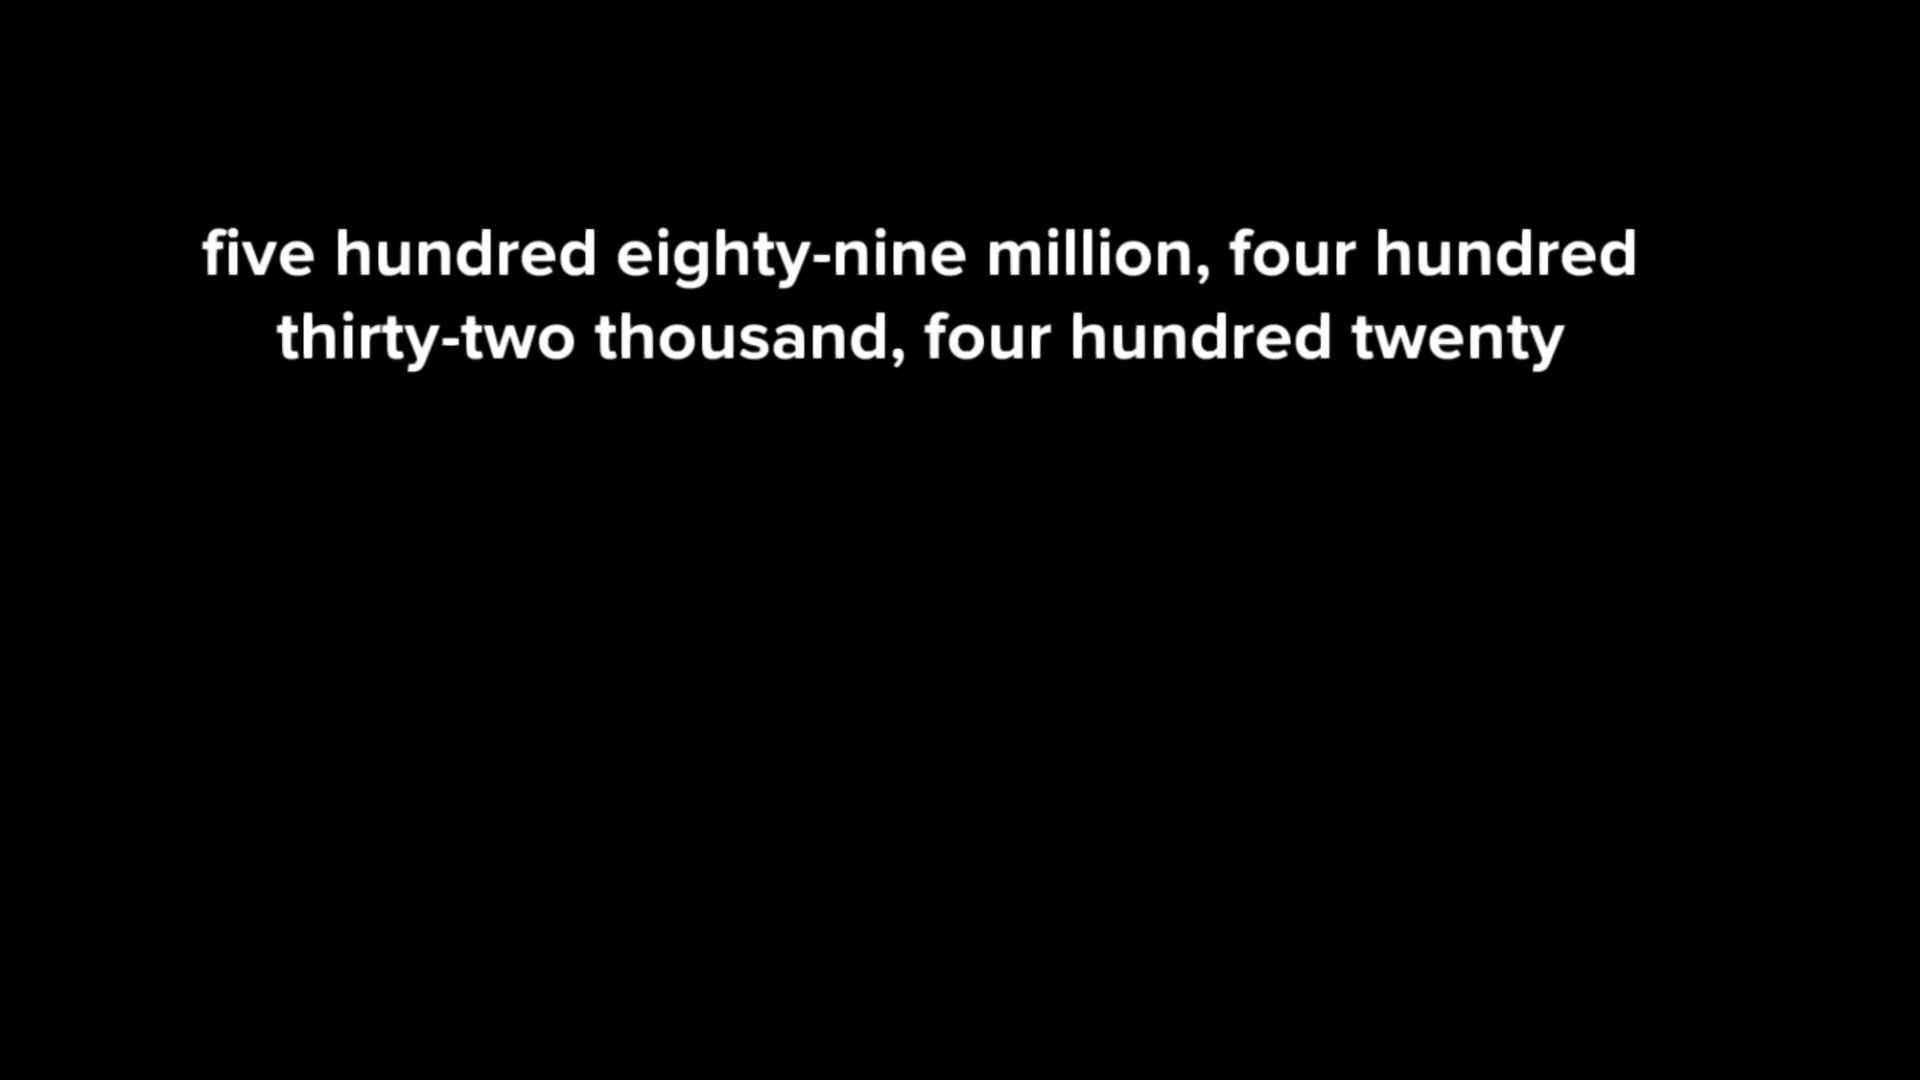 five hundred eighty-nine million, four hundred
thirty-two thousand, four hundred twenty